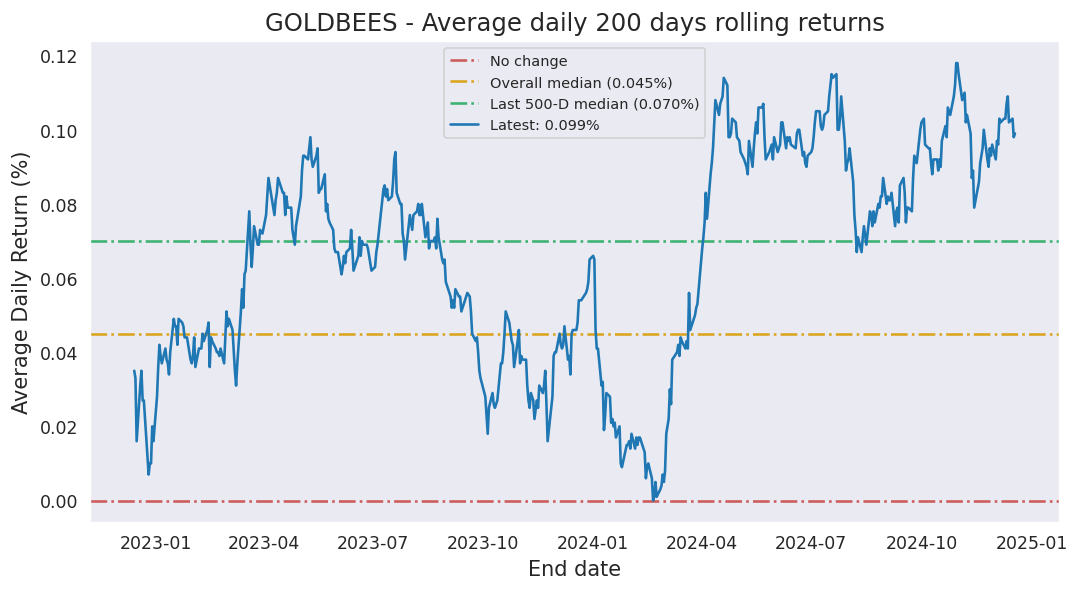 GOLDBEES - Average daily 200 days rolling returns
No change
Overall median (0.045%)
Last 500-D median (0.070%)
Latest: 0.099%
Average Daily Return (%)
0.12
0.10
0.08
0.06
0.04
0.02
0.00
2023-01 2023-04 2023-07 2023-10 2024-01 2024-04 2024-07 2024-10 2025-01
End date